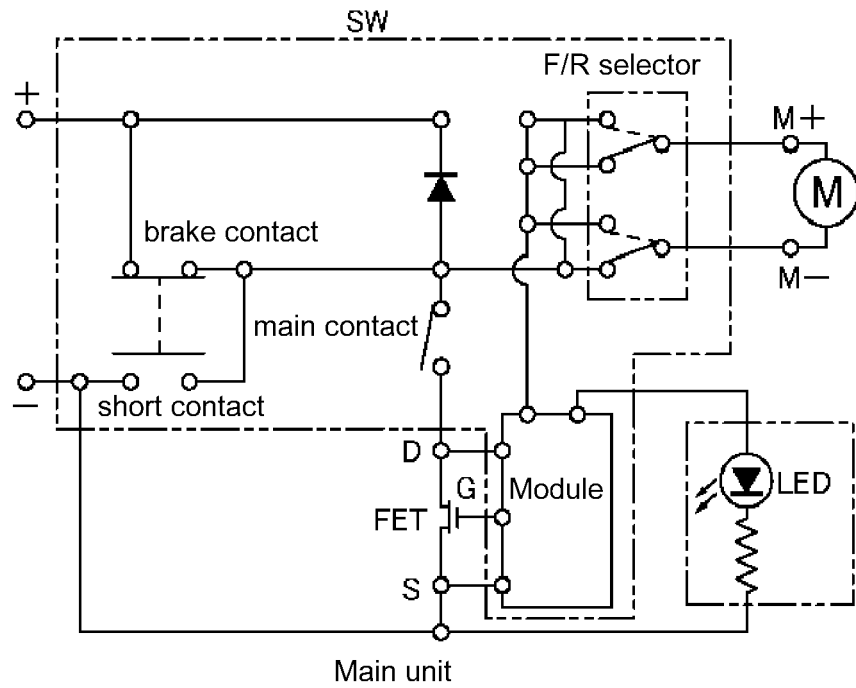 SW
F/R selector
+
M+
M
brake contact
M−
main contact
−
short contact
D
G
Module
LED
FET
S
Main unit